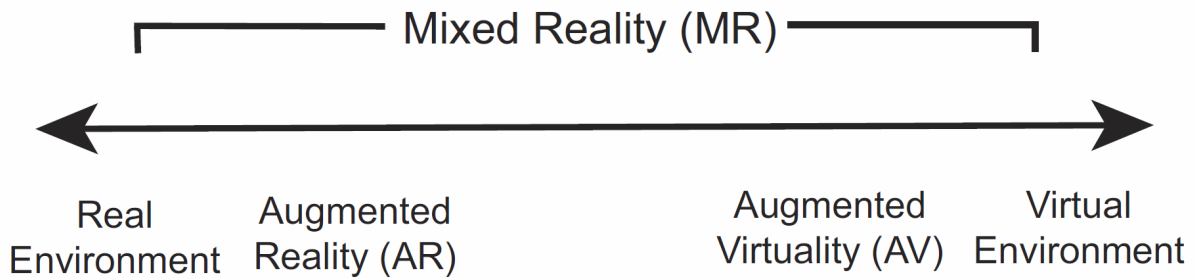 Mixed Reality (MR)
Real
Environment
Augmented
Reality (AR)
Augmented
Virtuality (AV)
Virtual
Environment